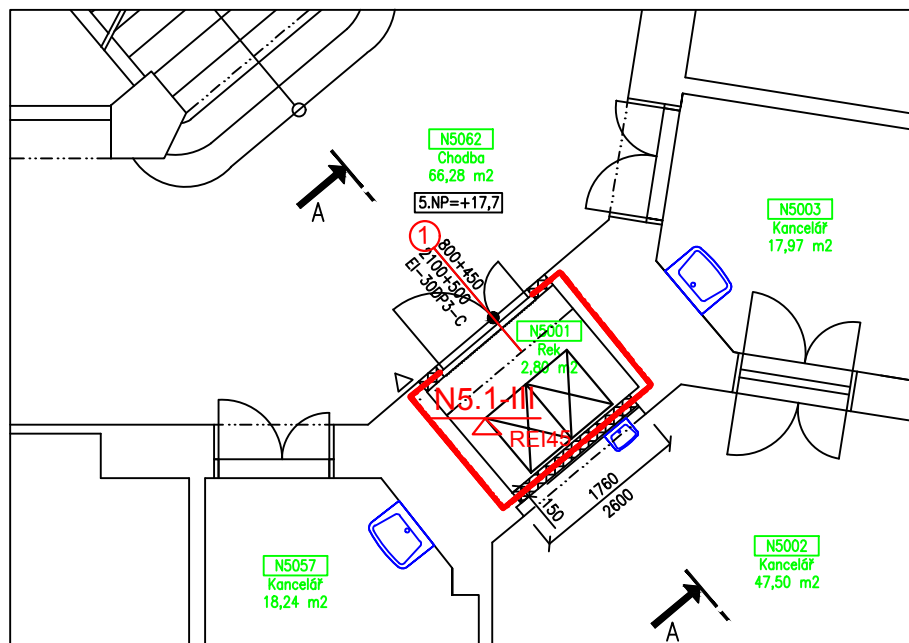 N5062
Chodba
66,28 m2
5.NP=+17,7
A
N5003
Kancelář
17,97 m2
1
800+450
2100+500
EI-30DP3-C
N5001
Rek
2,80 m2
N5.1-III
REI45
150
1760
2600
N5057
Kancelář
18,24 m2
N5002
Kancelář
47,50 m2
A